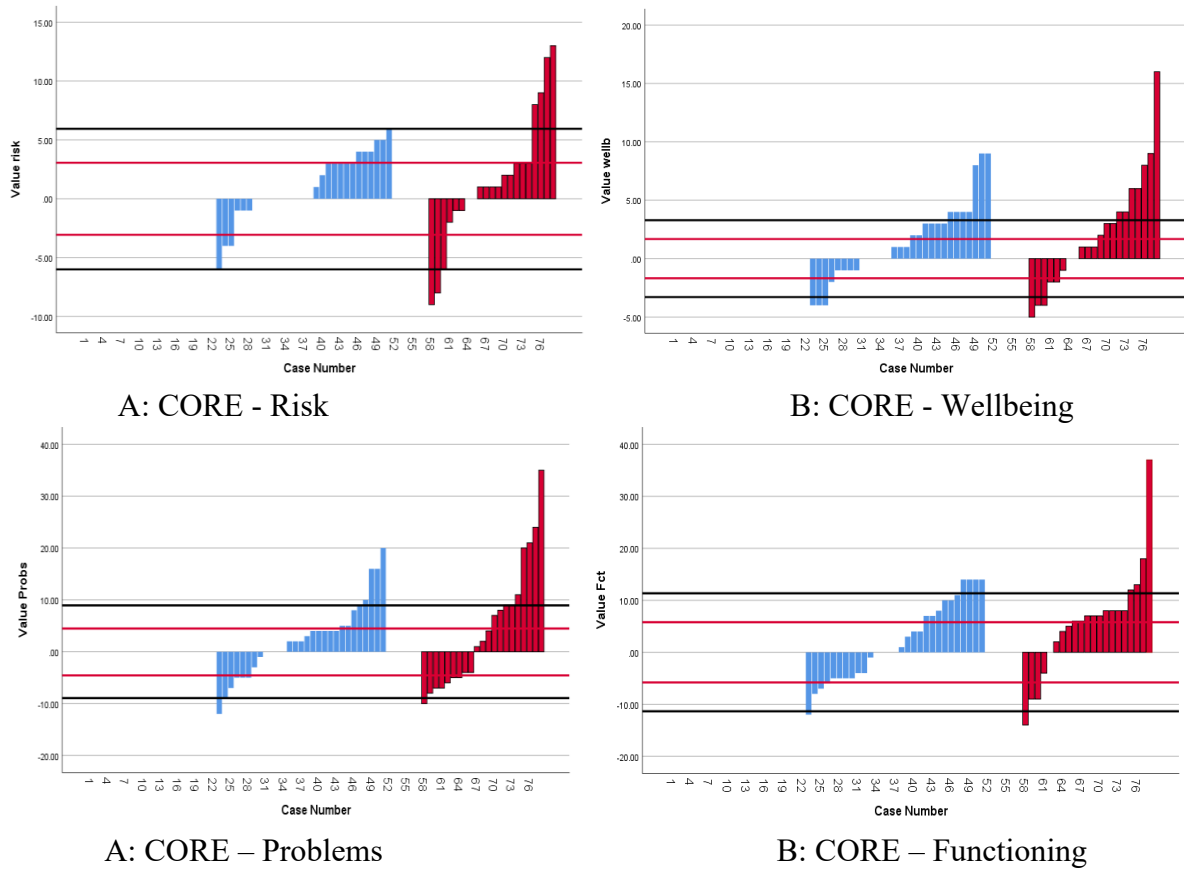 15.00
10.00
5.00
.00
-5.00
-10.00
Value risk
1 4 7 10 13 16 19 22 25 28 31 34 37 40 43 46 49 52 55 58 61 64 67 70 73 76
Case Number
A: CORE - Risk
20.00
15.00
10.00
5.00
.00
-5.00
Value wellb
1 4 7 10 13 16 19 22 25 28 31 34 37 40 43 46 49 52 55 58 61 64 67 70 73 76
Case Number
B: CORE - Wellbeing
40.00
30.00
20.00
10.00
.00
-10.00
-20.00
Value Probs
1 4 7 10 13 16 19 22 25 28 31 34 37 40 43 46 49 52 55 58 61 64 67 70 73 76
Case Number
A: CORE – Problems
40.00
30.00
20.00
10.00
.00
-10.00
-20.00
Value Fct
1 4 7 10 13 16 19 22 25 28 31 34 37 40 43 46 49 52 55 58 61 64 67 70 73 76
Case Number
B: CORE – Functioning